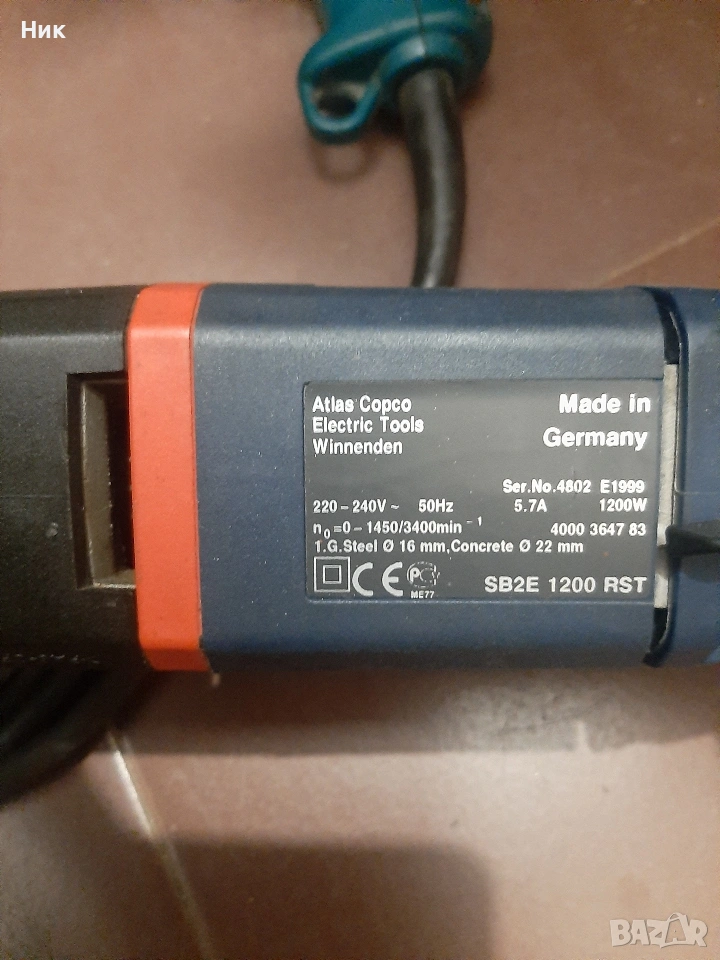 Ник
Atlas Copco
Electric Tools
Winnenden
Made in
Germany
Ser.No.4802 E1999
220-240V~ 50Hz 5.7A 1200W
n₀=0-1450/3400min⁻¹ 4000 3647 83
1.G.Steel Ø 16 mm,Concrete Ø 22 mm
CE PCY ME77 SB2E 1200 RST
BAZAR